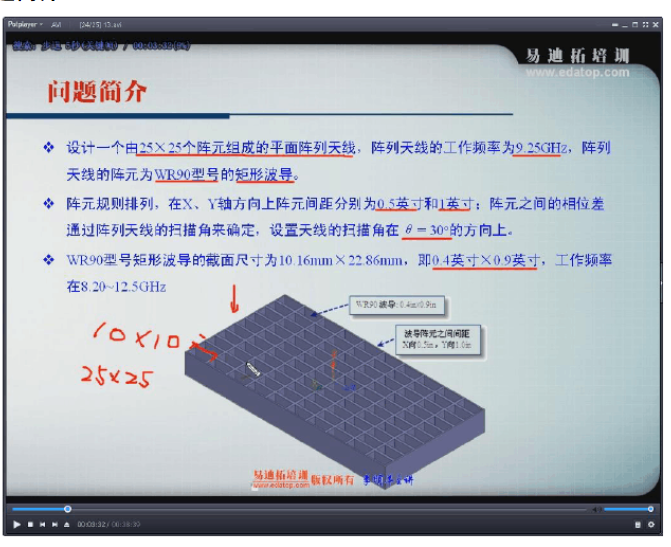 Potplayer
AVI
[24/25] 13.avi
易迪拓培训
www.edatop.com
问题简介
设计一个由25×25个阵元组成的平面阵列天线，阵列天线的工作频率为9.25GHz，阵列
天线的阵元为WR90型号的矩形波导。
阵元规则排列，在X、Y轴方向上阵元间距分别为0.5英寸和1英寸；阵元之间的相位差
通过阵列天线的扫描角来确定，设置天线的扫描角在 θ＝30°的方向上。
WR90型号矩形波导的截面尺寸为10.16mm×22.86mm，即0.4英寸×0.9英寸，工作频率
在8.20~12.5GHz
WR90 波导: 0.4in×0.9in
10×10
波导阵元之间间距
X向0.5in，Y向1.0in
25×25
易迪拓培训 版权所有
www.edatop.com
00:03:32 / 00:38:39